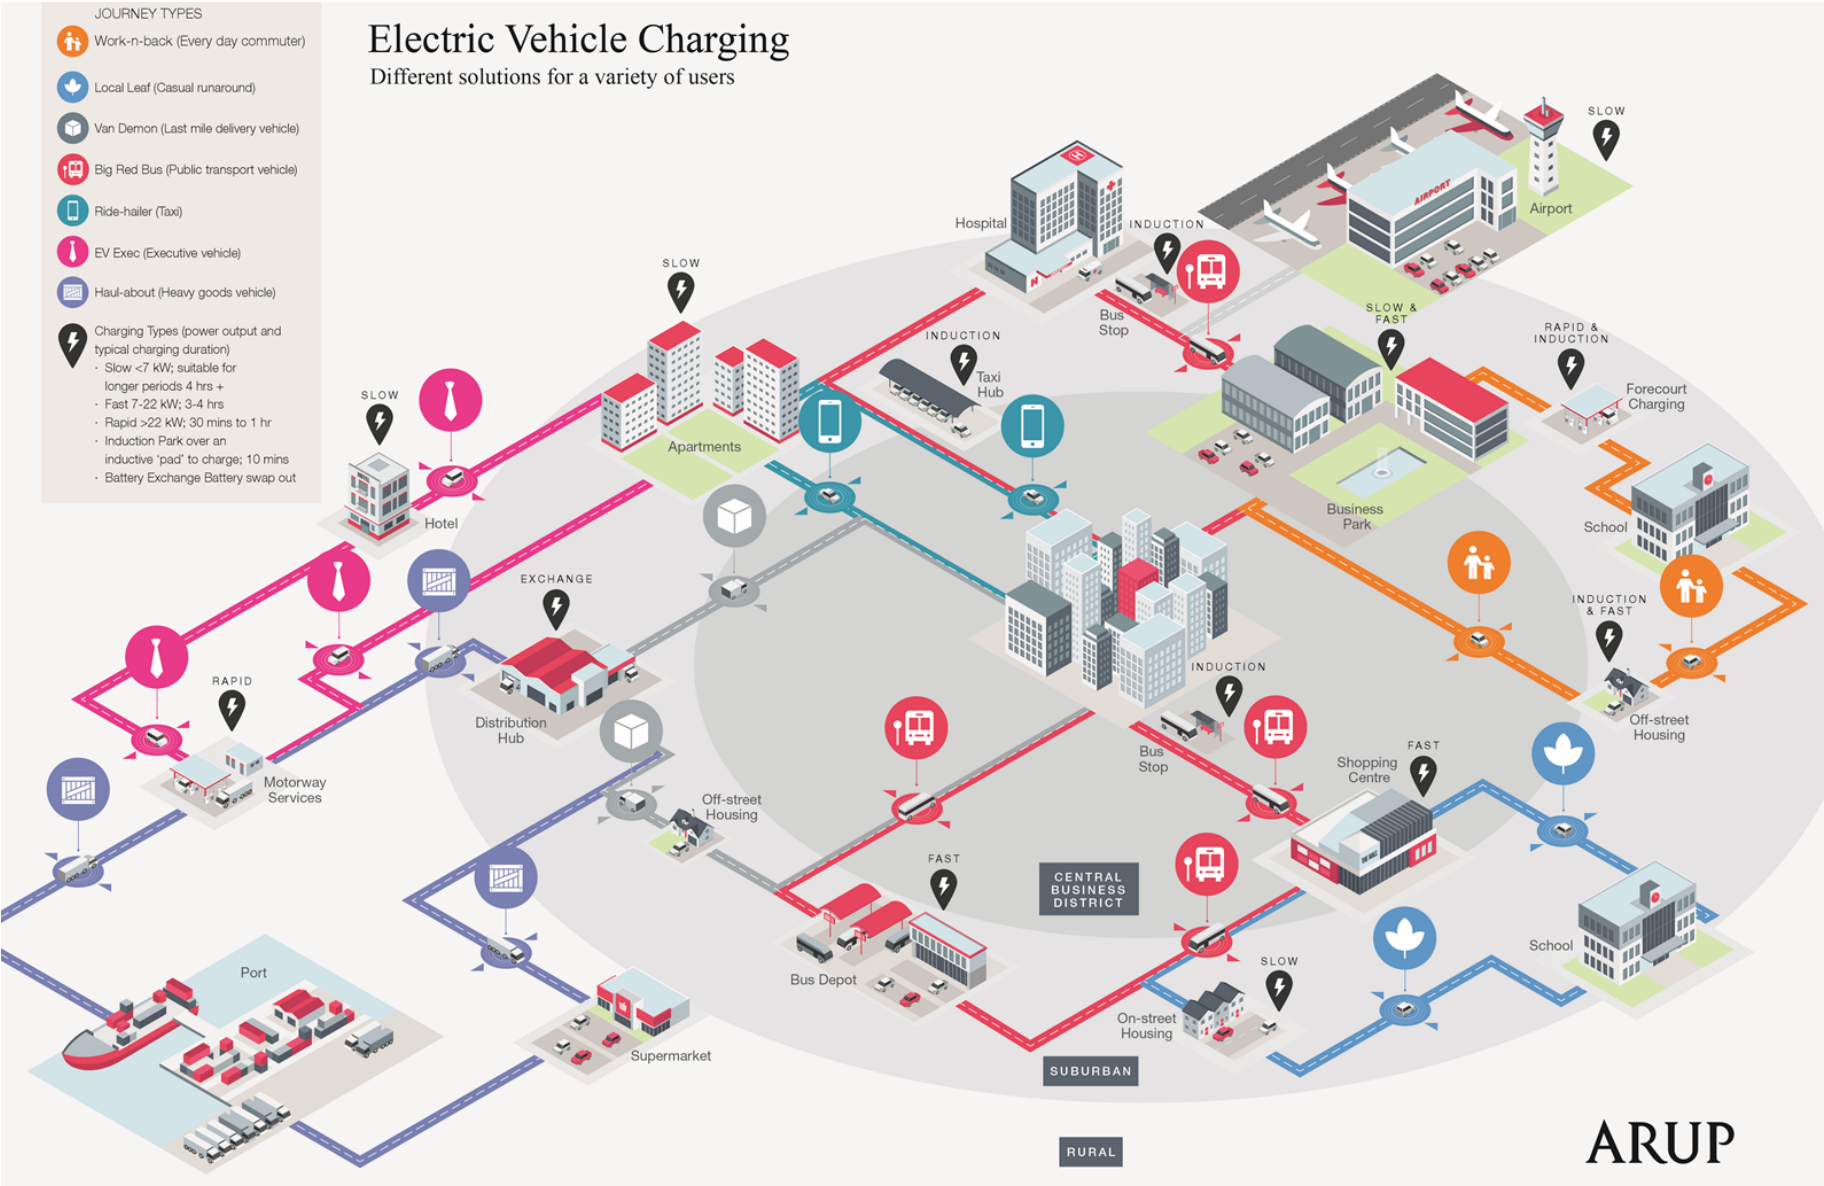 JOURNEY TYPES
Work-n-back (Every day commuter)
Local Leaf (Casual runaround)
Van Demon (Last mile delivery vehicle)
Big Red Bus (Public transport vehicle)
Ride-hailer (Taxi)
EV Exec (Executive vehicle)
Haul-about (Heavy goods vehicle)
Charging Types (power output and
typical charging duration)
· Slow <7 kW; suitable for
longer periods 4 hrs +
· Fast 7-22 kW; 3-4 hrs
· Rapid >22 kW; 30 mins to 1 hr
· Induction Park over an
inductive 'pad' to charge; 10 mins
· Battery Exchange Battery swap out
Electric Vehicle Charging
Different solutions for a variety of users
SLOW
Airport
AIRPORT
Hospital
H
H
INDUCTION
Bus
Stop
SLOW
Apartments
INDUCTION
Taxi
Hub
SLOW &
FAST
Business
Park
RAPID &
INDUCTION
Forecourt
Charging
School
SLOW
Hotel
EXCHANGE
Distribution
Hub
INDUCTION
& FAST
Off-street
Housing
RAPID
Motorway
Services
INDUCTION
Bus
Stop
FAST
Shopping
Centre
Off-street
Housing
FAST
Bus Depot
CENTRAL
BUSINESS
DISTRICT
School
SLOW
On-street
Housing
Port
Supermarket
SUBURBAN
RURAL
ARUP